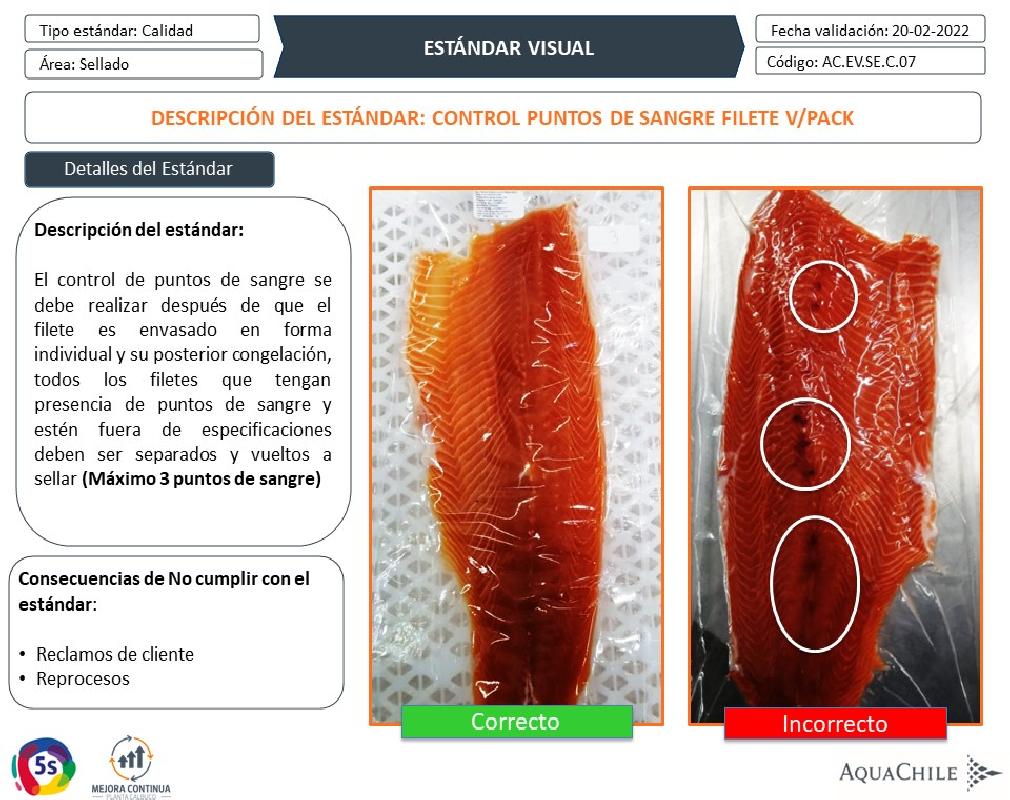 Tipo estándar: Calidad
Área: Sellado
ESTÁNDAR VISUAL
Fecha validación: 20-02-2022
Código: AC.EV.SE.C.07
DESCRIPCIÓN DEL ESTÁNDAR: CONTROL PUNTOS DE SANGRE FILETE V/PACK
Detalles del Estándar
Descripción del estándar:
El control de puntos de sangre se
debe realizar después de que el
filete es envasado en forma
individual y su posterior congelación,
todos los filetes que tengan
presencia de puntos de sangre y
estén fuera de especificaciones
deben ser separados y vueltos a
sellar (Máximo 3 puntos de sangre)
Consecuencias de No cumplir con el
estándar:
• Reclamos de cliente
• Reprocesos
Correcto
Incorrecto
5s
MEJORA CONTINUA
PLANTA CALBUCO
AQUACHILE